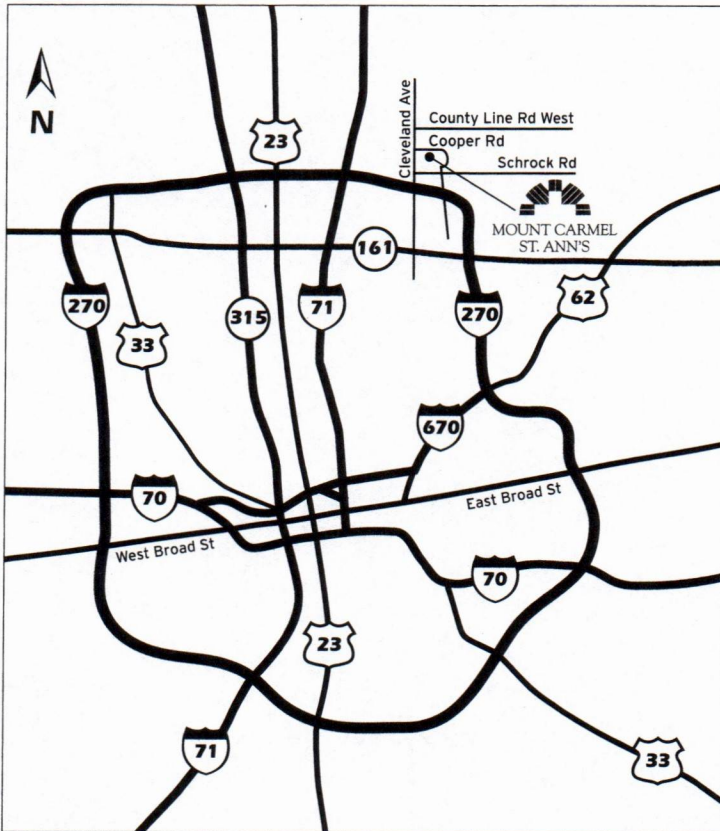 N
23
Cleveland Ave
County Line Rd West
Cooper Rd
Schrock Rd
MOUNT CARMEL
ST. ANN'S
161
270
33
315
71
270
62
670
70
East Broad St
West Broad St
70
23
71
33